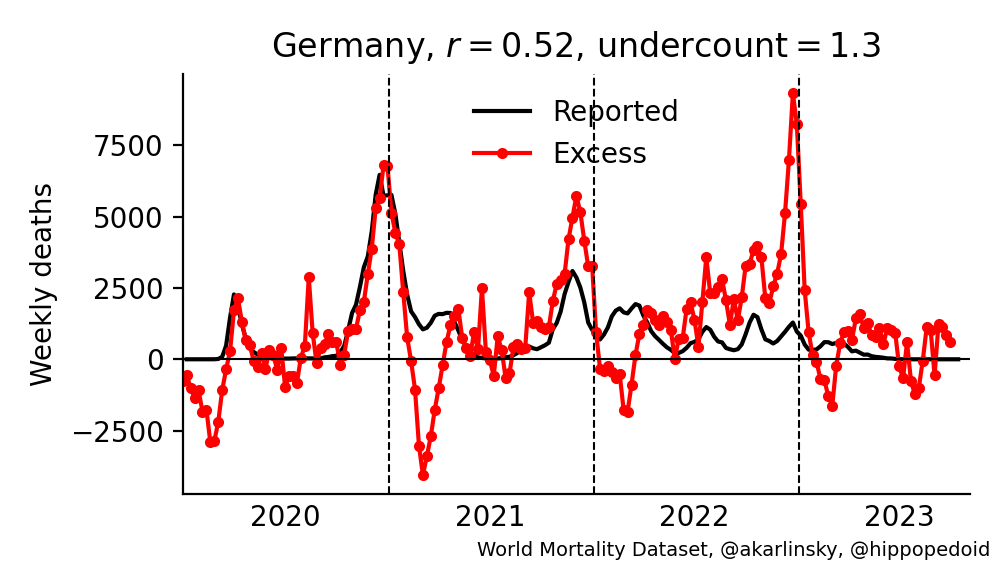 Germany, r = 0.52, undercount = 1.3
Reported
Excess
Weekly deaths
7500
5000
2500
0
−2500
2020 2021 2022 2023
World Mortality Dataset, @akarlinsky, @hippopedoid